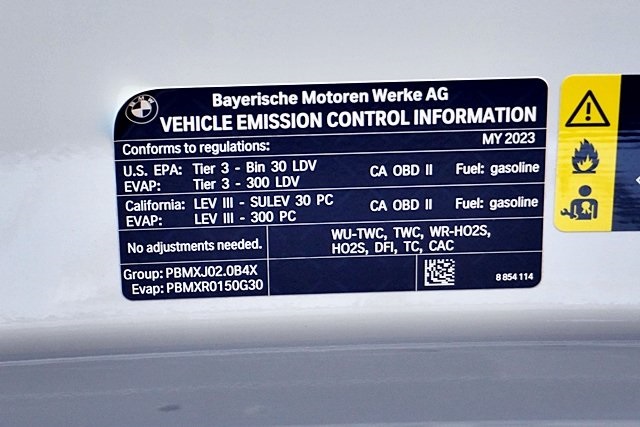 BMW
Bayerische Motoren Werke AG
VEHICLE EMISSION CONTROL INFORMATION
Conforms to regulations: MY 2023
U.S. EPA: Tier 3 - Bin 30 LDV CA OBD II Fuel: gasoline
EVAP: Tier 3 - 300 LDV
California: LEV III - SULEV 30 PC CA OBD II Fuel: gasoline
EVAP: LEV III - 300 PC
No adjustments needed.
WU-TWC, TWC, WR-HO2S,
HO2S, DFI, TC, CAC
Group: PBMXJ02.0B4X
Evap: PBMXR0150G30
8 854 114